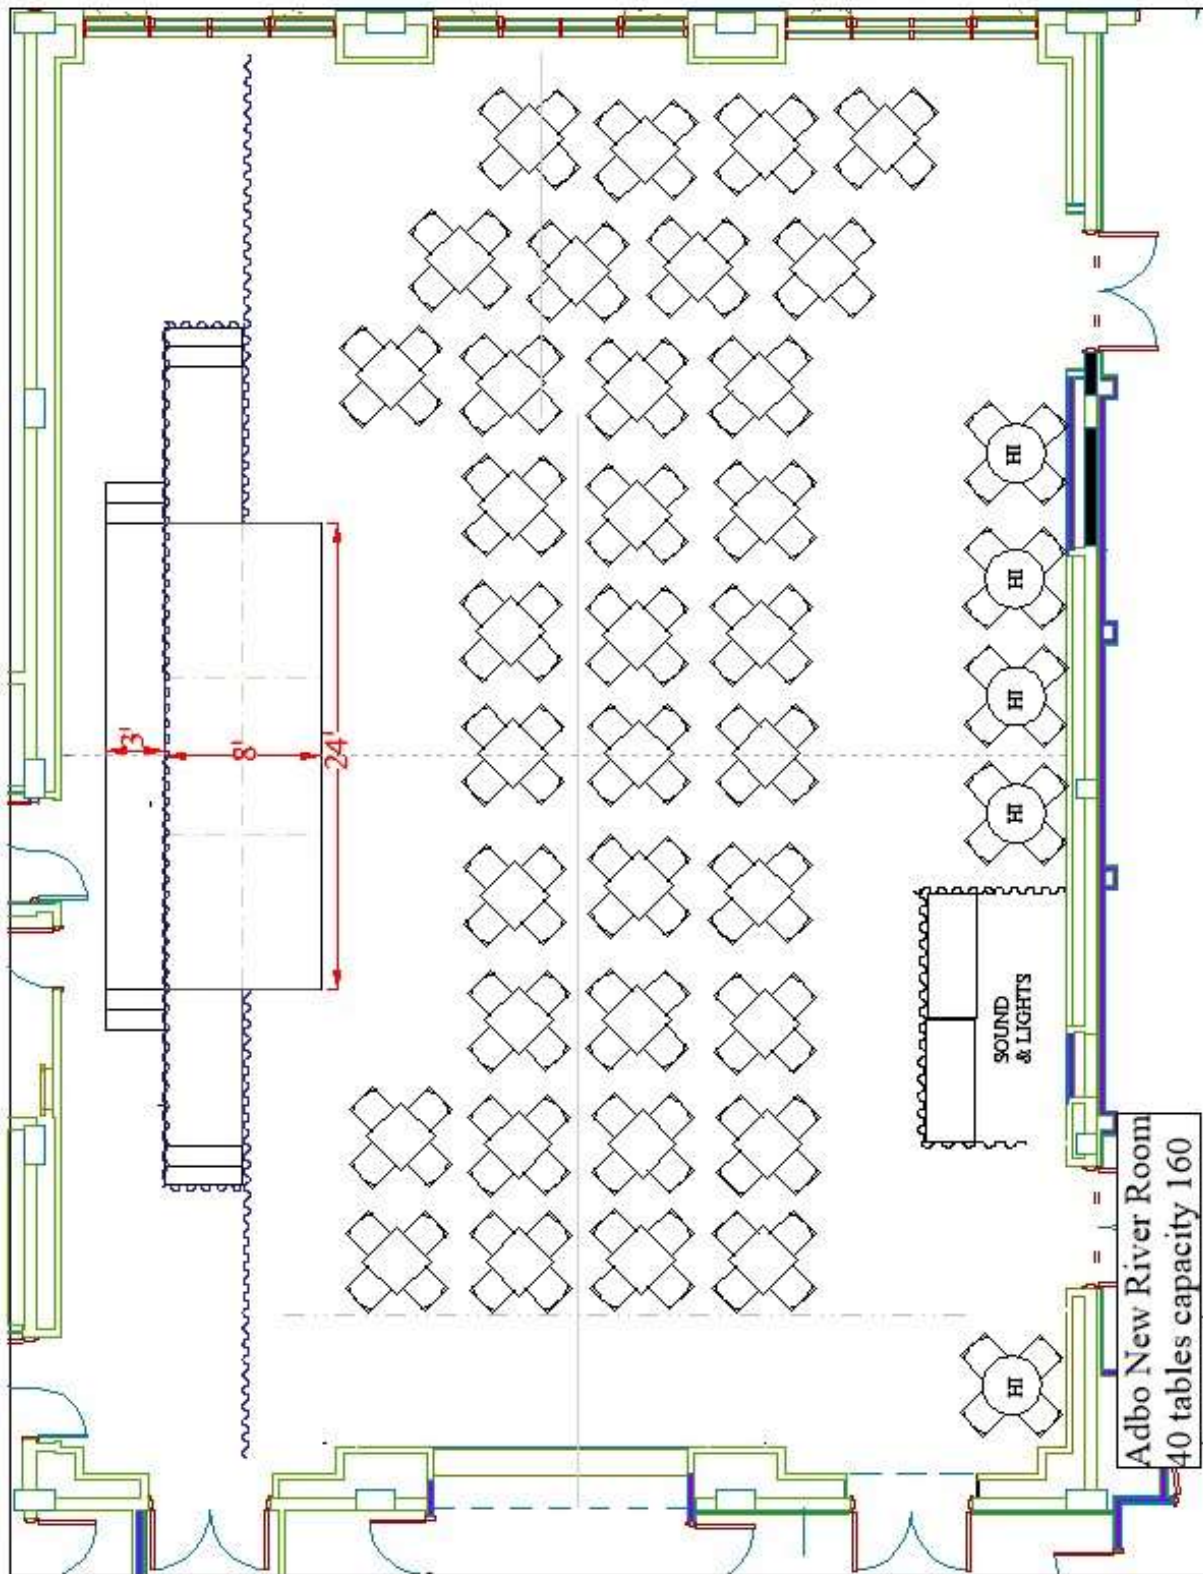 3'
8'
24'
HI
HI
HI
HI
SOUND
& LIGHTS
HI
Adbo New River Room
40 tables capacity 160